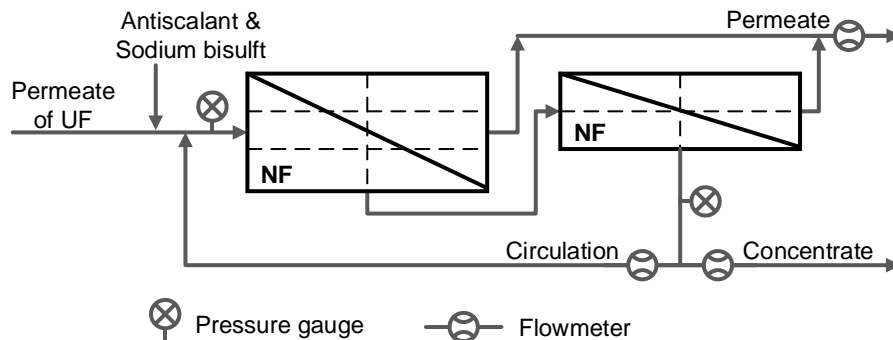 Antiscalant &
Sodium bisulft
Permeate
of UF
Permeate
NF
NF
Circulation
Concentrate
Pressure gauge
Flowmeter